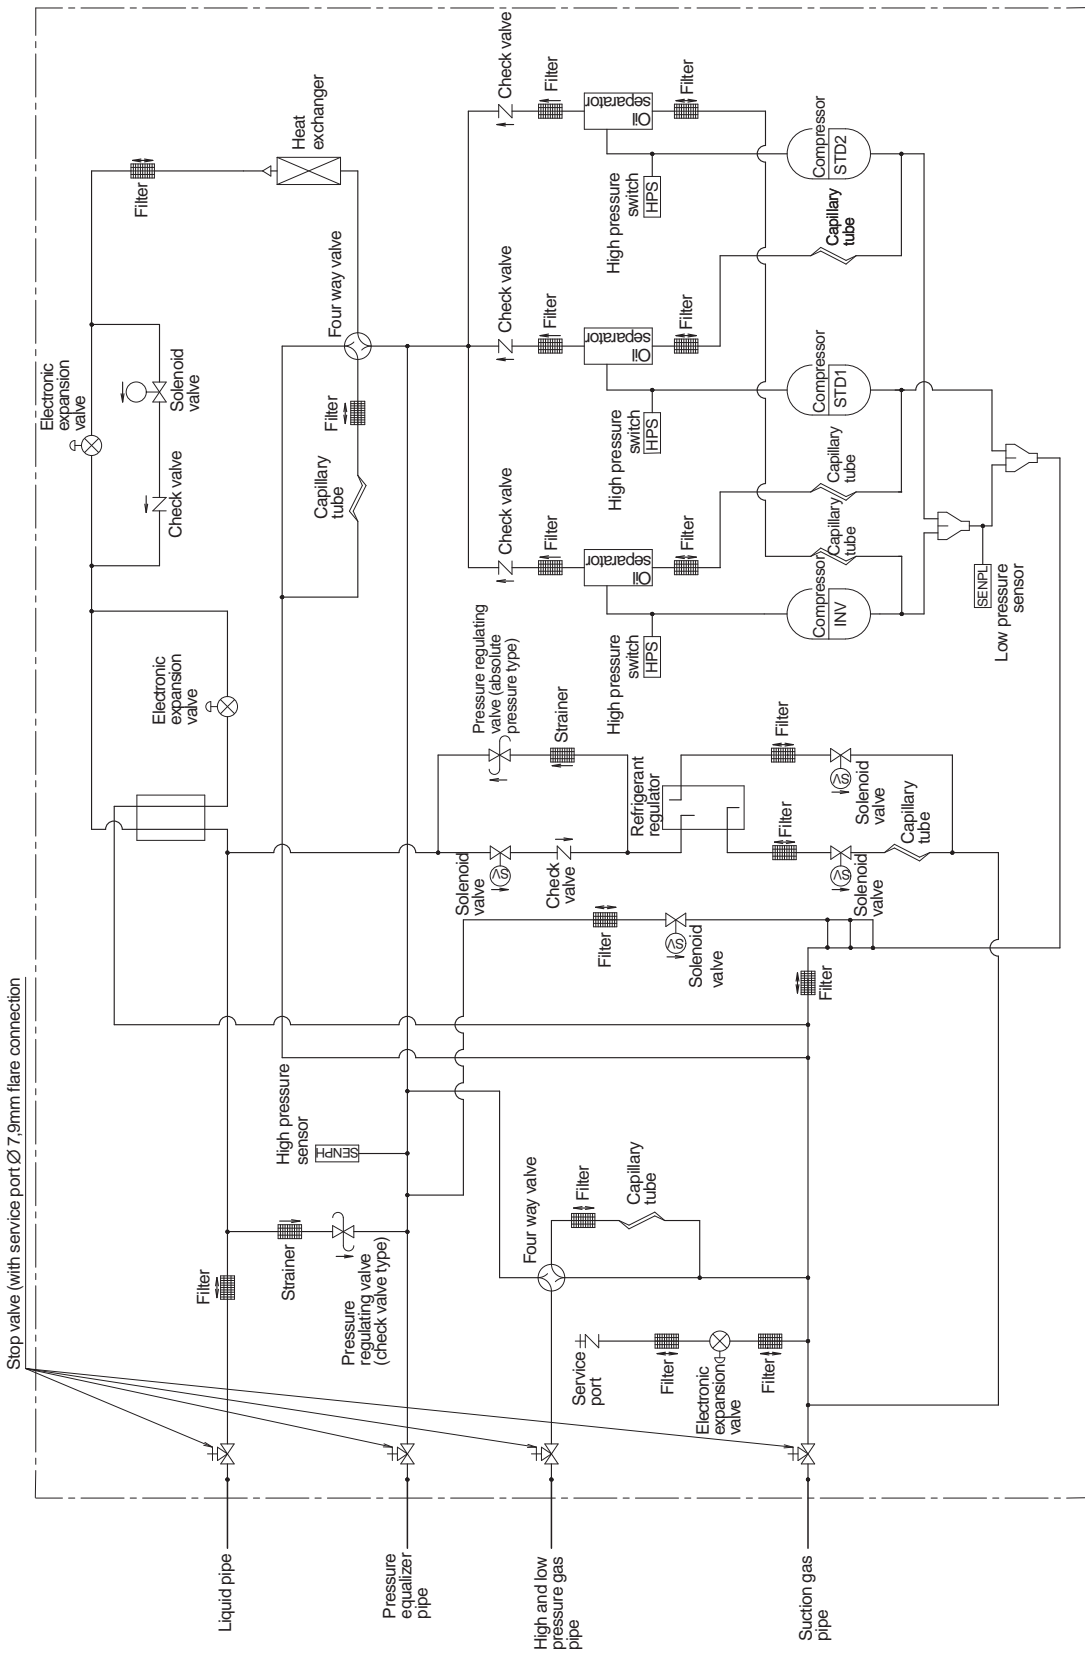 Stop valve (with service port Ø 7,9mm flare connection
Electronic
expansion
valve
Solenoid
valve
Check valve
Filter
Heat
exchanger
Electronic
expansion
valve
Four way valve
Filter
Capillary
tube
Check valve
Filter
Oil
separator
Filter
High pressure
switch
HPS
Compressor
STD2
Capillary
tube
Check valve
Filter
Oil
separator
Filter
High pressure
switch
HPS
Compressor
STD1
Capillary
tube
Check valve
Filter
Oil
separator
Filter
High pressure
switch
HPS
Compressor
INV
Capillary
tube
SENPL
Low pressure
sensor
Pressure regulating
valve (absolute
pressure type)
Strainer
Solenoid
valve
SV
Check
valve
Refrigerant
regulator
Filter
SV
Solenoid
valve
Filter
SV
Solenoid
valve
Capillary
tube
Filter
SV
Solenoid
valve
Filter
High pressure
sensor
SENPH
Filter
Strainer
Pressure
regulating valve
(check valve type)
Four way valve
Filter
Capillary
tube
Service
port
Filter
Electronic
expansion
valve
Filter
Liquid pipe
Pressure
equalizer
pipe
High and low
pressure gas
pipe
Suction gas
pipe